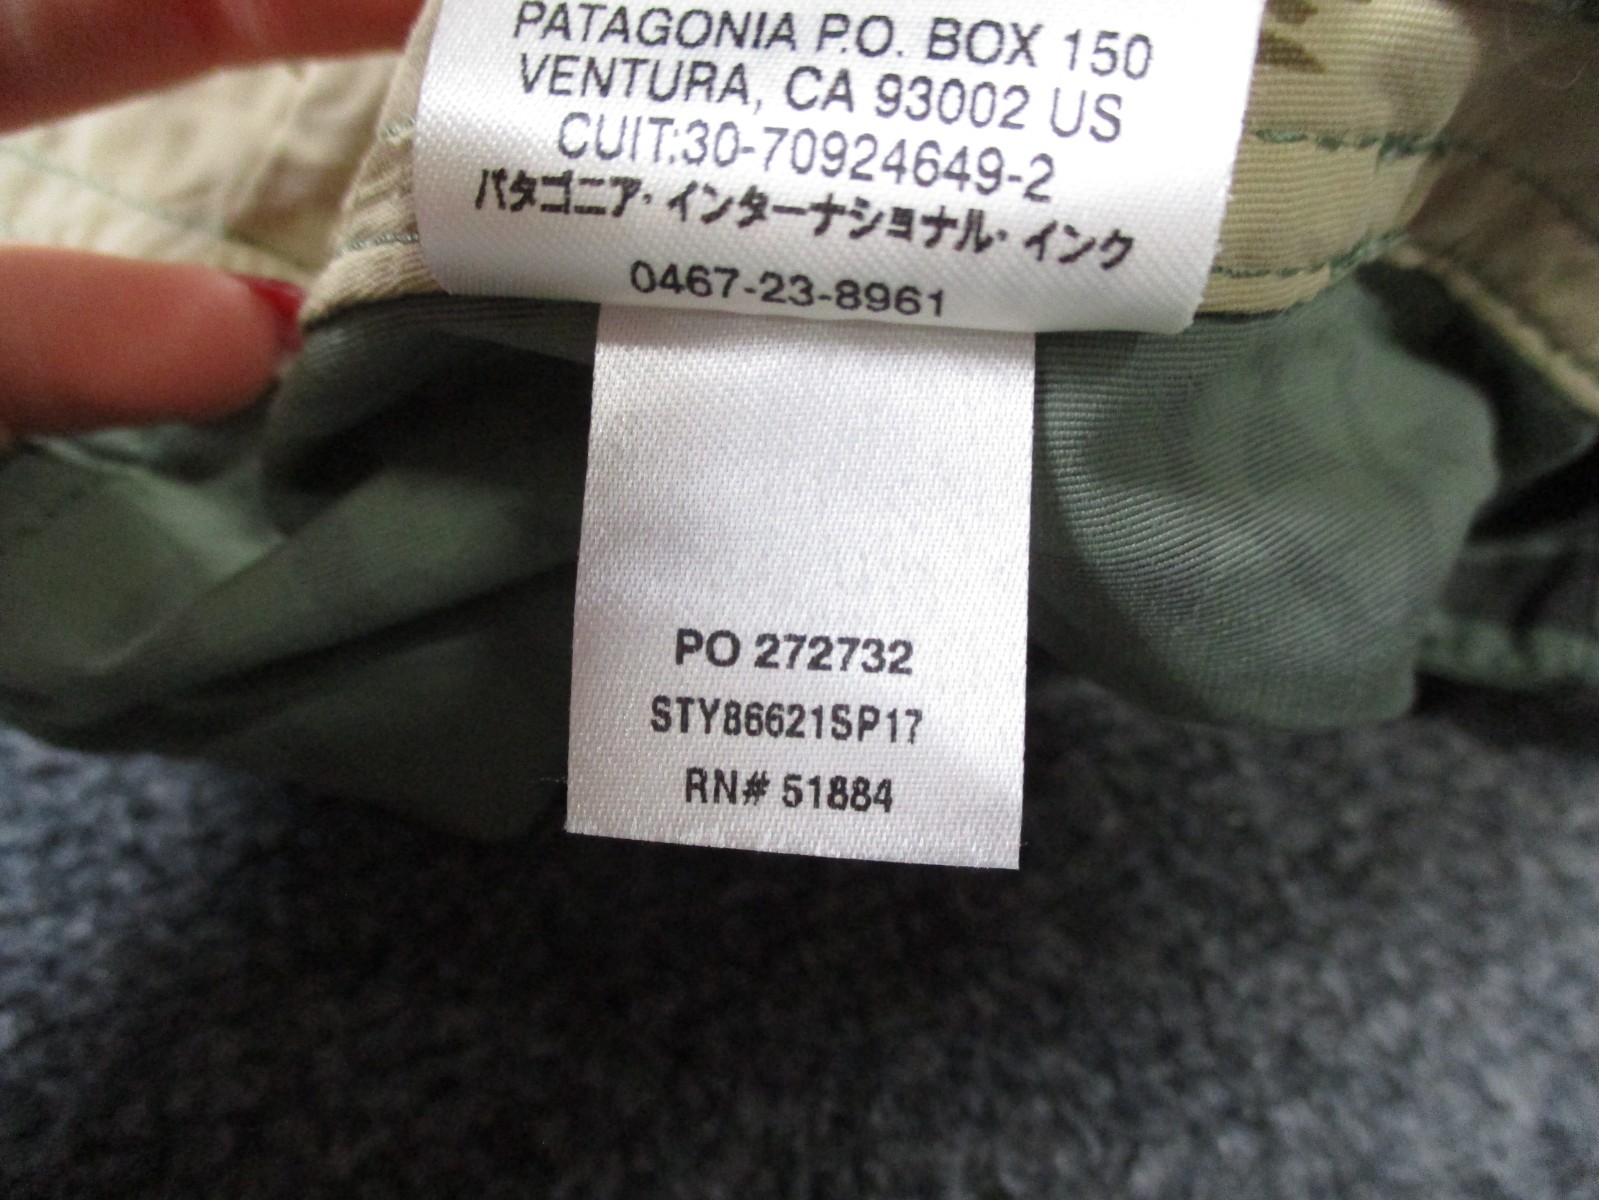 PATAGONIA P.O. BOX 150
VENTURA, CA 93002 US
CUIT:30-70924649-2
パタゴニア・インターナショナル・インク
0467-23-8961
PO 272732
STY86621SP17
RN# 51884